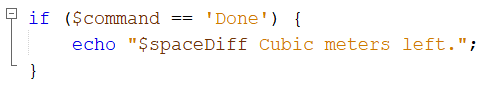 if ($command == 'Done') {
    echo "$spaceDiff Cubic meters left.";
}